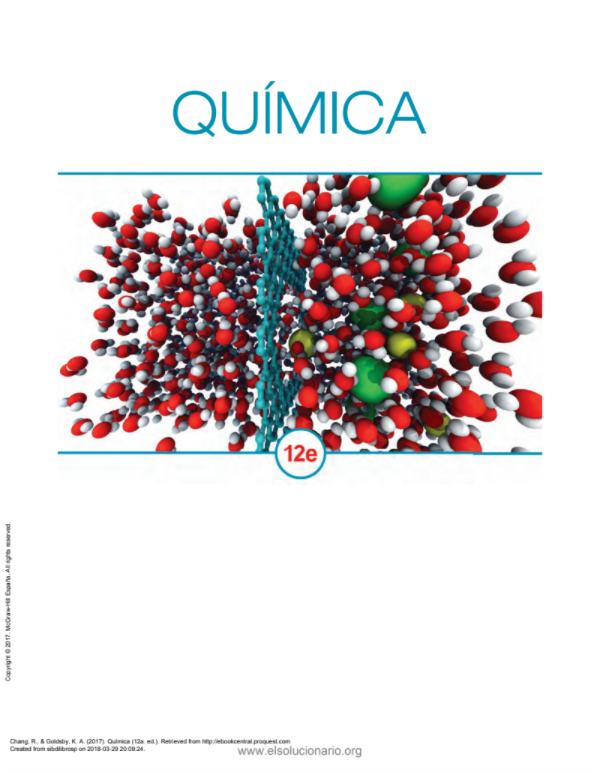 QUÍMICA
12e
Copyright © 2017. McGraw-Hill España. All rights reserved.
Chang, R., & Goldsby, K. A. (2017). Química (12a. ed.). Retrieved from http://ebookcentral.proquest.com
Created from sibdilibrosp on 2018-03-29 20:09:24.
www.elsolucionario.org